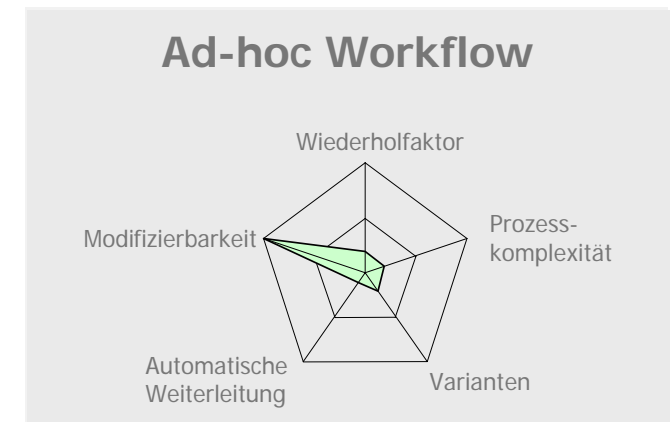 Ad-hoc Workflow
Wiederholfaktor
Modifizierbarkeit
Prozess-
komplexität
Automatische
Weiterleitung
Varianten